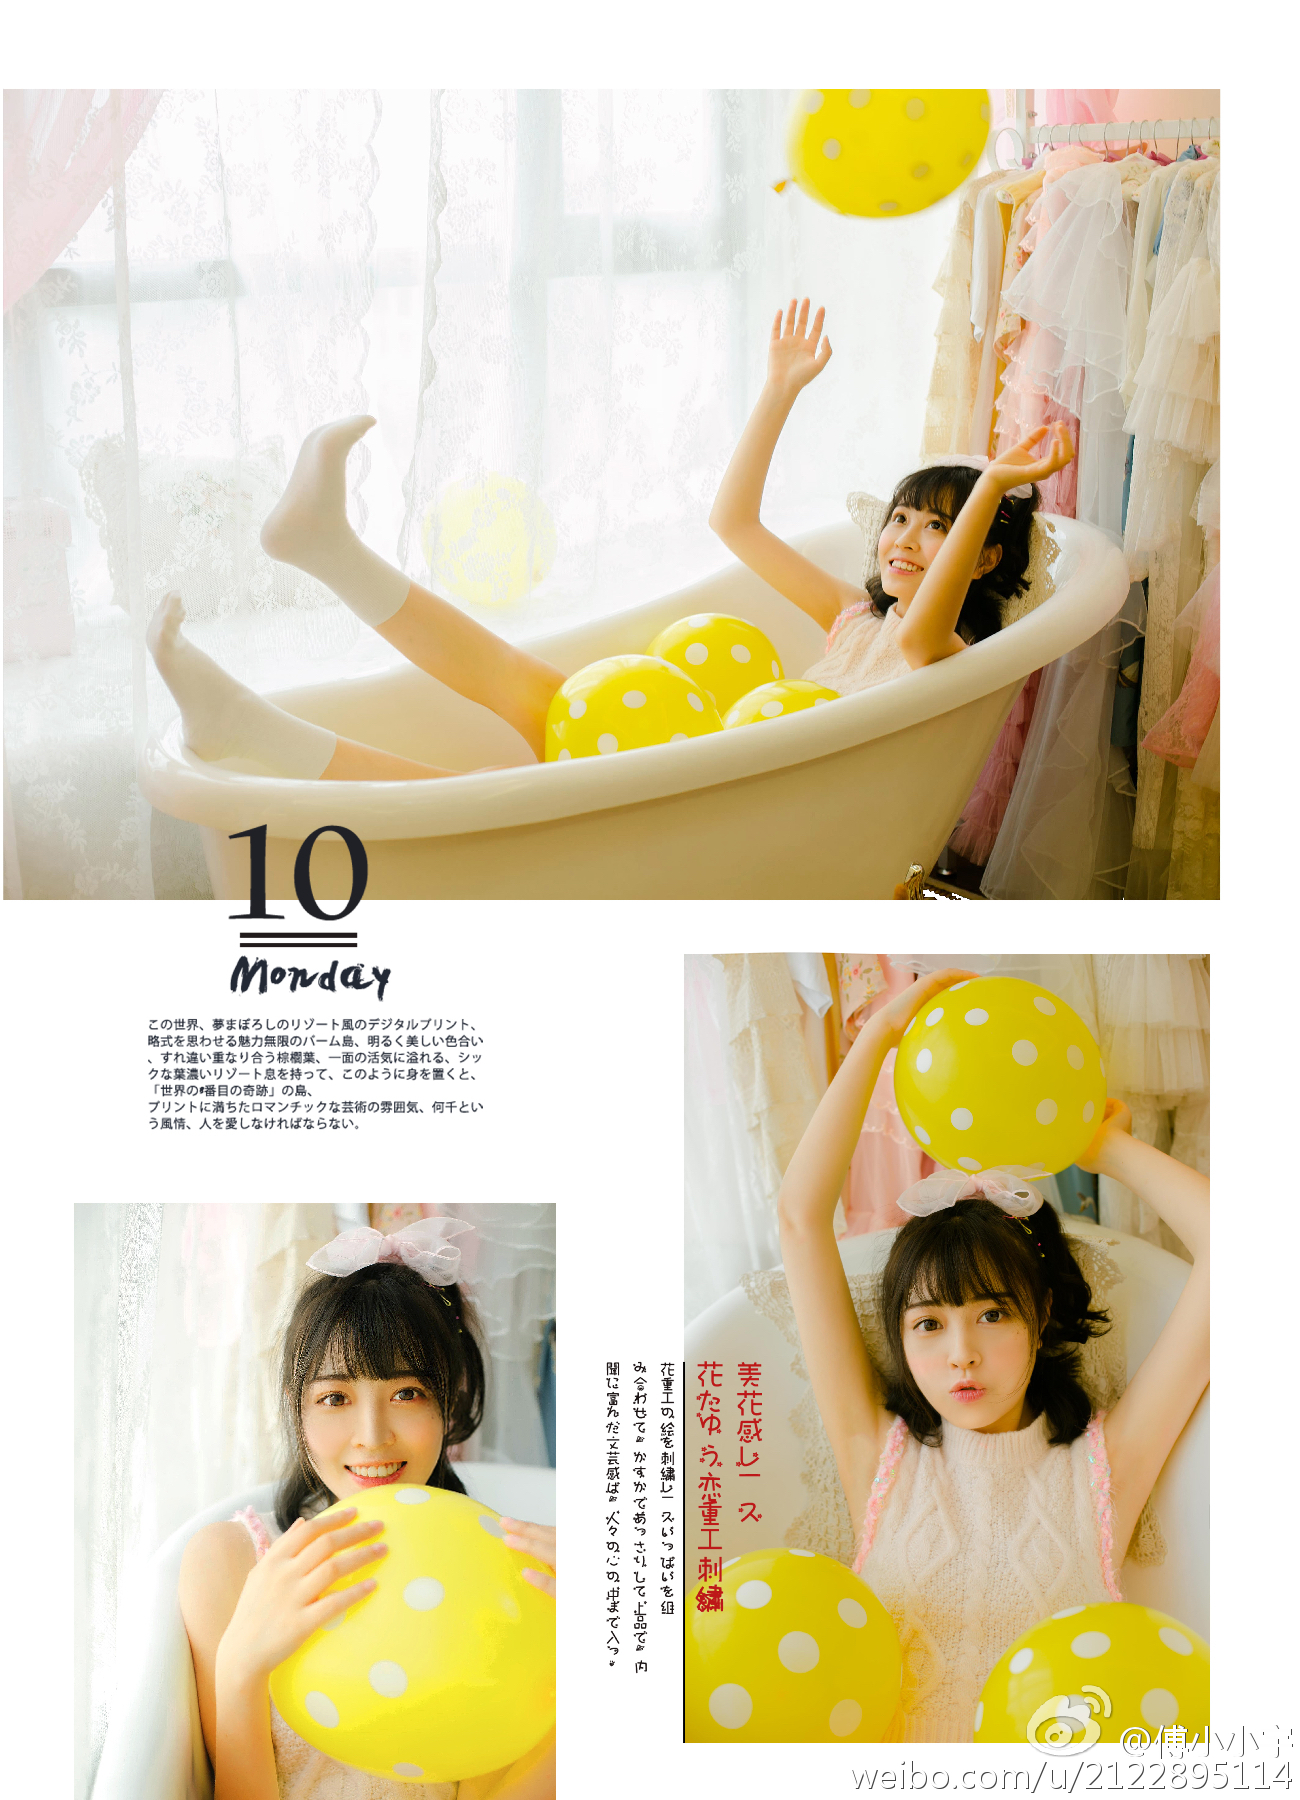 10
Monday
この世界、夢まぼろしのリゾート風のデジタルプリント、
略式を思わせる魅力無限のバーム島、明るく美しい色合い
、すれ違い重なり合う棕櫚葉、一面の活気に溢れる、シッ
クな葉濃いリゾート息を持って、このように身を置くと、
「世界の#番目の奇跡」の島、
プリントに満ちたロマンチックな芸術の雰囲気、何千とい
う風情、人を愛しなければならない。
美花感レース
花たゆう恋重工刺繍
花重工の絵を刺繍レースいっぱいを組
み合わせて" かすかであっさりして上品で" 内
聞に富んだ文芸感ば" 人々の心の中まで入っ。
@傅小小
weibo.com/u/2122895114